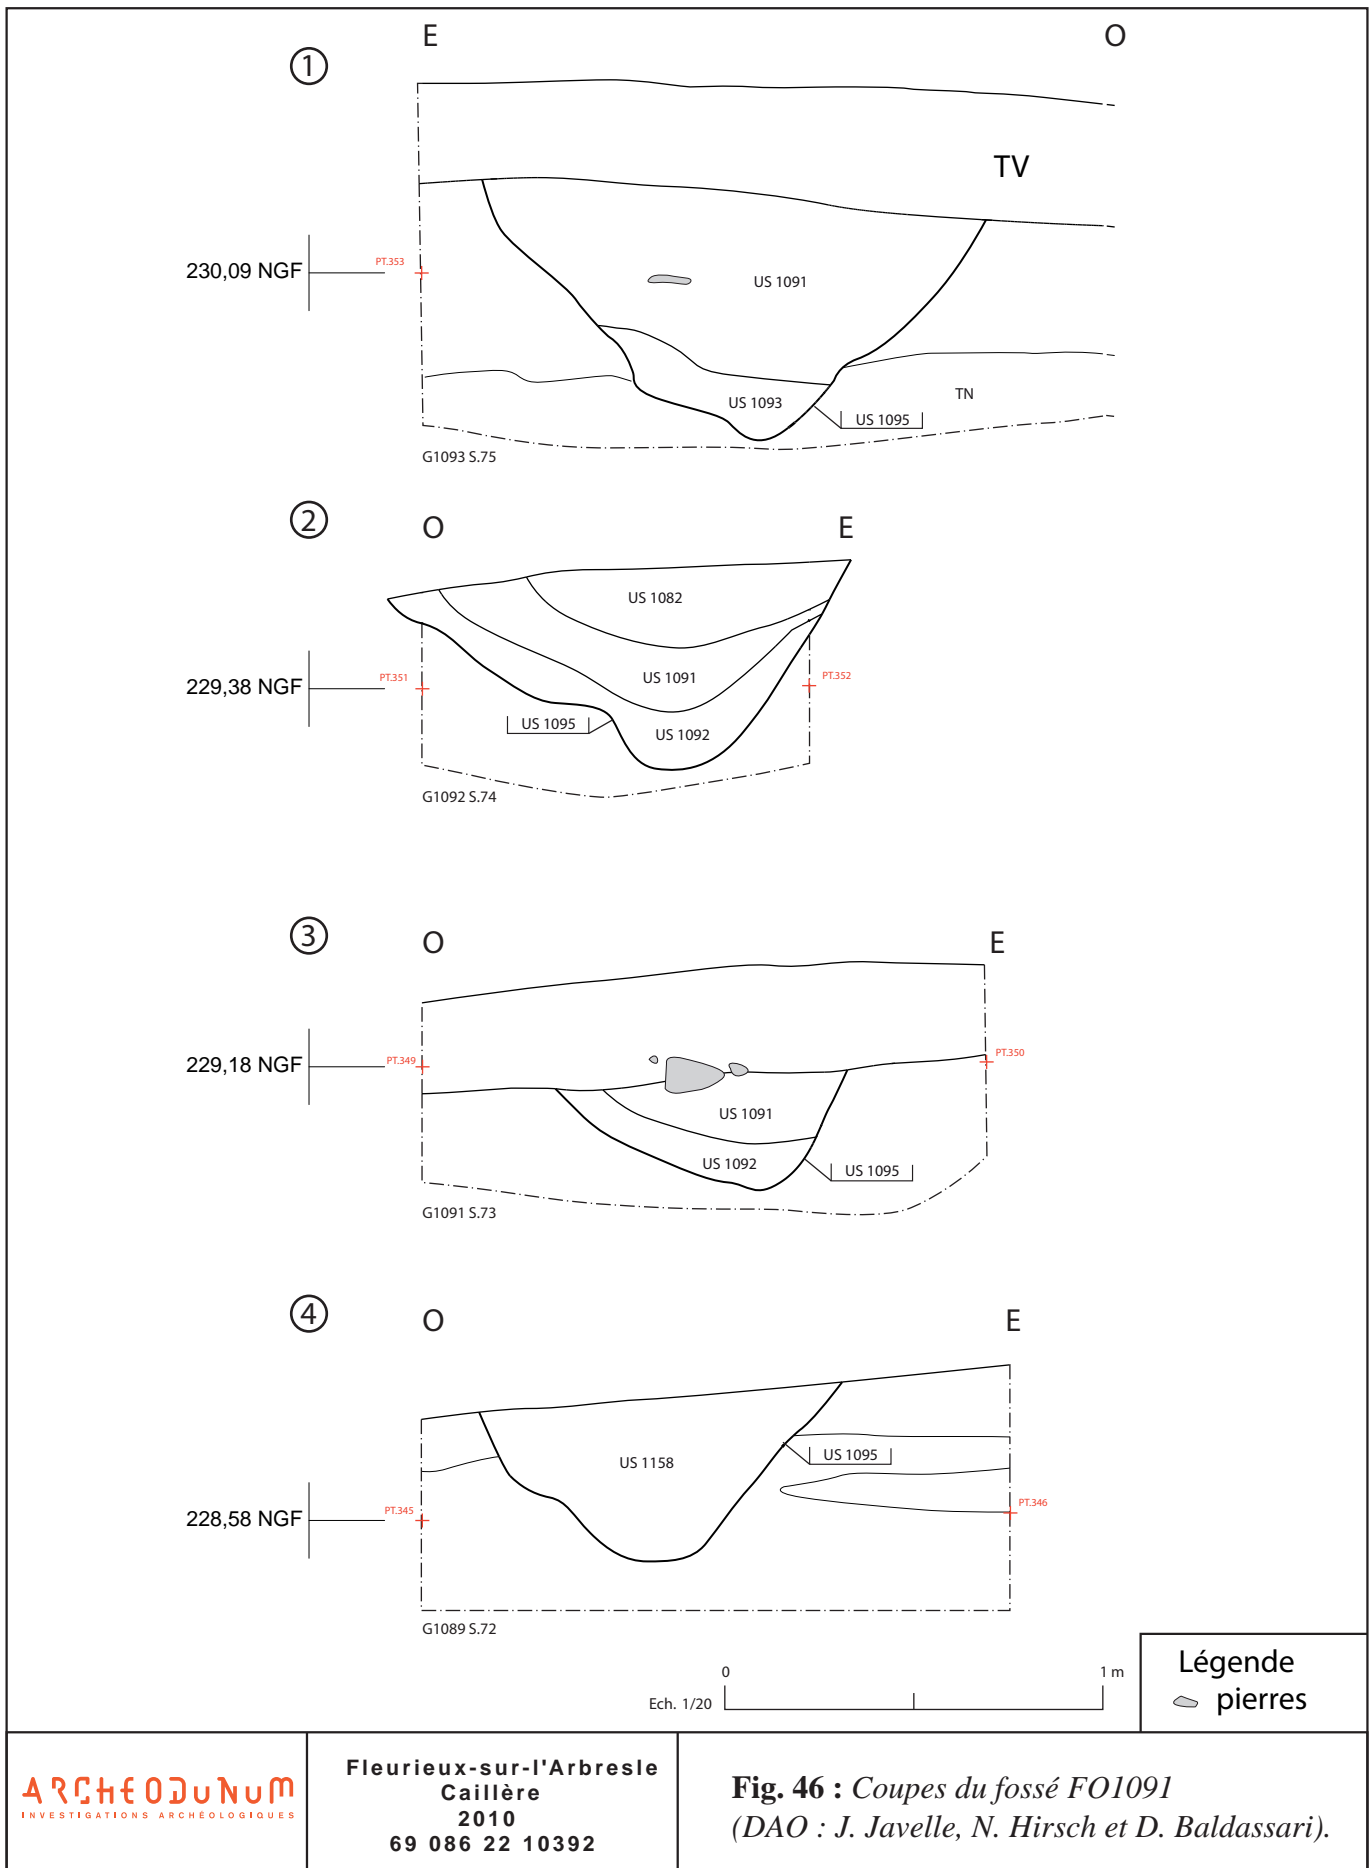 1
E
O
TV
230,09 NGF
PT.353
US 1091
US 1093
US 1095
TN
G1093 S.75
2
O
E
US 1082
229,38 NGF
PT.351
US 1091
PT.352
US 1095
US 1092
G1092 S.74
3
O
E
229,18 NGF
PT.349
PT.350
US 1091
US 1092
US 1095
G1091 S.73
4
O
E
US 1158
US 1095
228,58 NGF
PT.345
PT.346
G1089 S.72
Ech. 1/20
0
1 m
Légende
pierres
ARCHEODUNUM
INVESTIGATIONS ARCHÉOLOGIQUES
Fleurieux-sur-l'Arbresle
Caillère
2010
69 086 22 10392
Fig. 46 : Coupes du fossé FO1091
(DAO : J. Javelle, N. Hirsch et D. Baldassari).